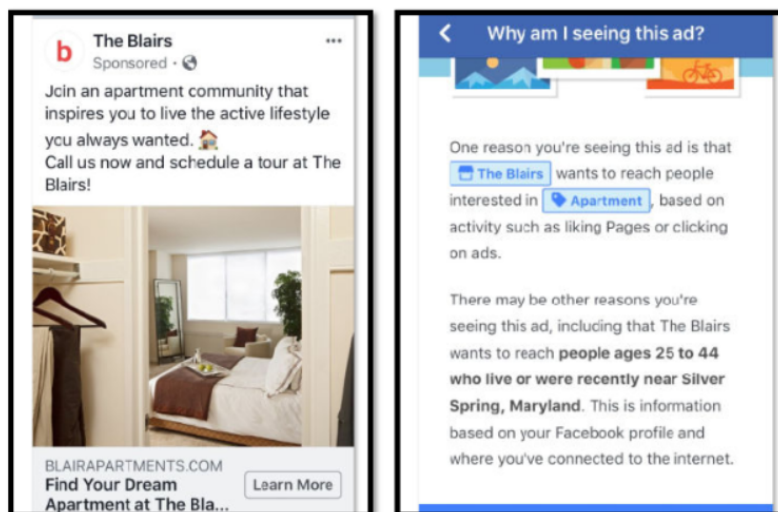 b
The Blairs
Sponsored ·
Join an apartment community that
inspires you to live the active lifestyle
you always wanted.
Call us now and schedule a tour at The
Blairs!
BLAIRAPARTMENTS.COM
Find Your Dream
Apartment at The Bla...
Learn More
Why am I seeing this ad?
One reason you're seeing this ad is that
The Blairs wants to reach people
interested in Apartment, based on
activity such as liking Pages or clicking
on ads.
There may be other reasons you're
seeing this ad, including that The Blairs
wants to reach people ages 25 to 44
who live or were recently near Silver
Spring, Maryland. This is information
based on your Facebook profile and
where you've connected to the internet.